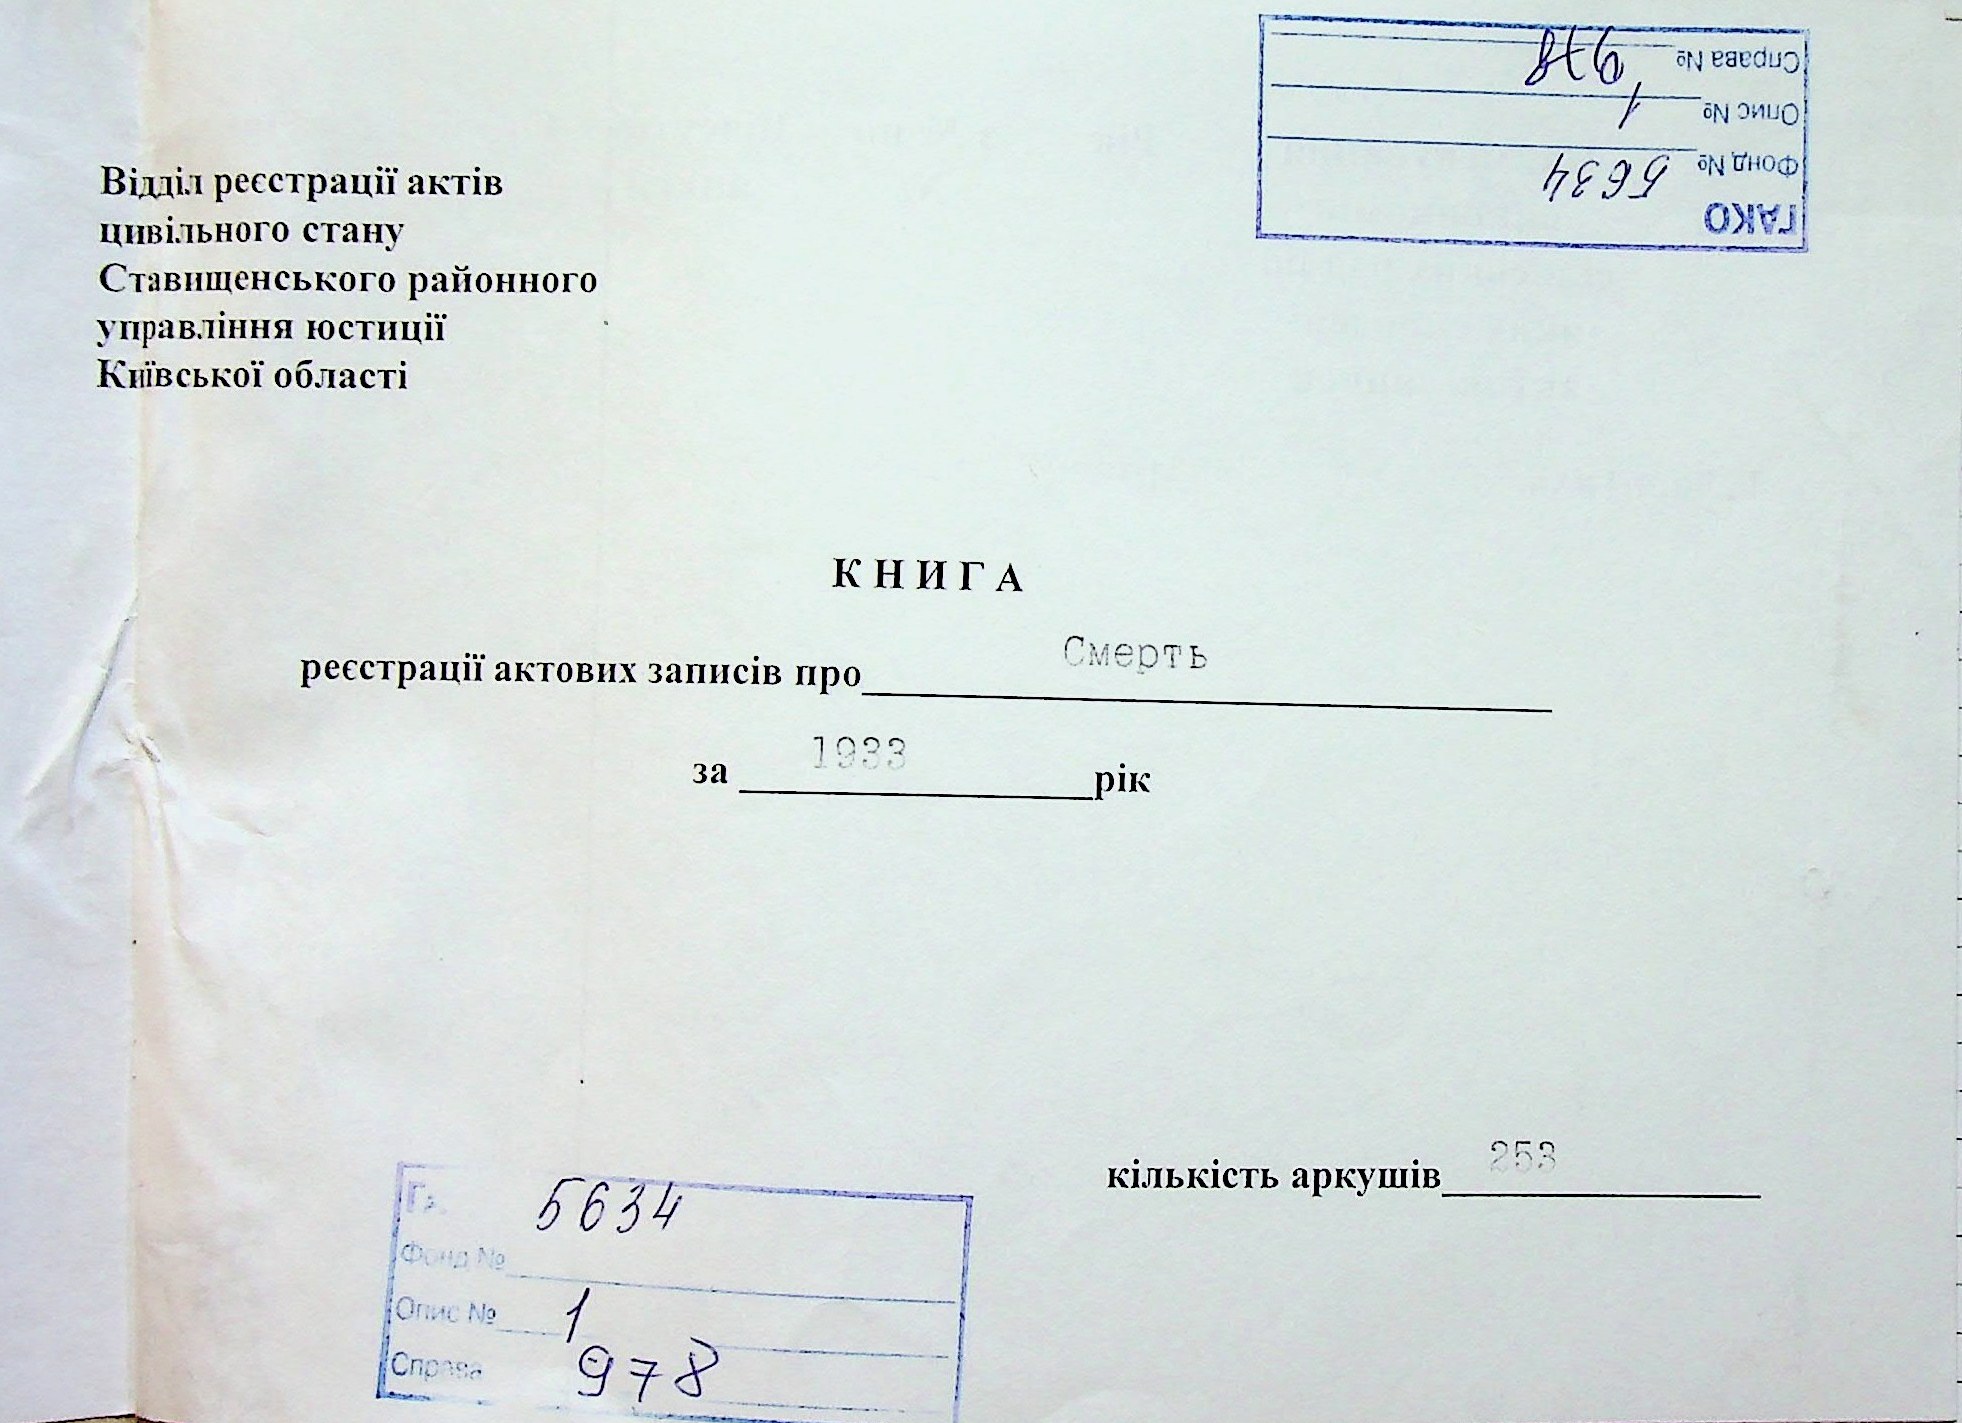 ГАКО
Фонд № 5634
Опис № 1
Справа № 978
Відділ реєстрації актів
цивільного стану
Ставищенського районного
управління юстиції
Київської області
КНИГА
реєстрації актових записів про Смерть
за 1933 рік
кількість аркушів 253
5634
Фонд №
Опис № 1
Справа 978